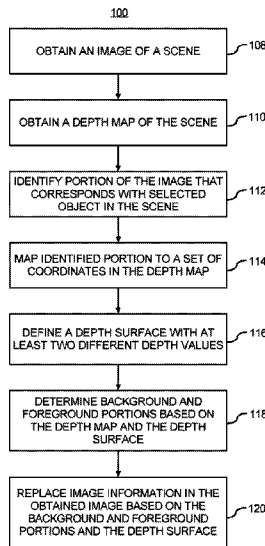 100
OBTAIN AN IMAGE OF A SCENE
108
OBTAIN A DEPTH MAP OF THE SCENE
110
IDENTIFY PORTION OF THE IMAGE THAT
CORRESPONDS WITH SELECTED
OBJECT IN THE SCENE
112
MAP IDENTIFIED PORTION TO A SET OF
COORDINATES IN THE DEPTH MAP
114
DEFINE A DEPTH SURFACE WITH AT
LEAST TWO DIFFERENT DEPTH VALUES
116
DETERMINE BACKGROUND AND
FOREGROUND PORTIONS BASED ON
THE DEPTH MAP AND THE DEPTH
SURFACE
118
REPLACE IMAGE INFORMATION IN THE
OBTAINED IMAGE BASED ON THE
BACKGROUND AND FOREGROUND
PORTIONS AND THE DEPTH SURFACE
120